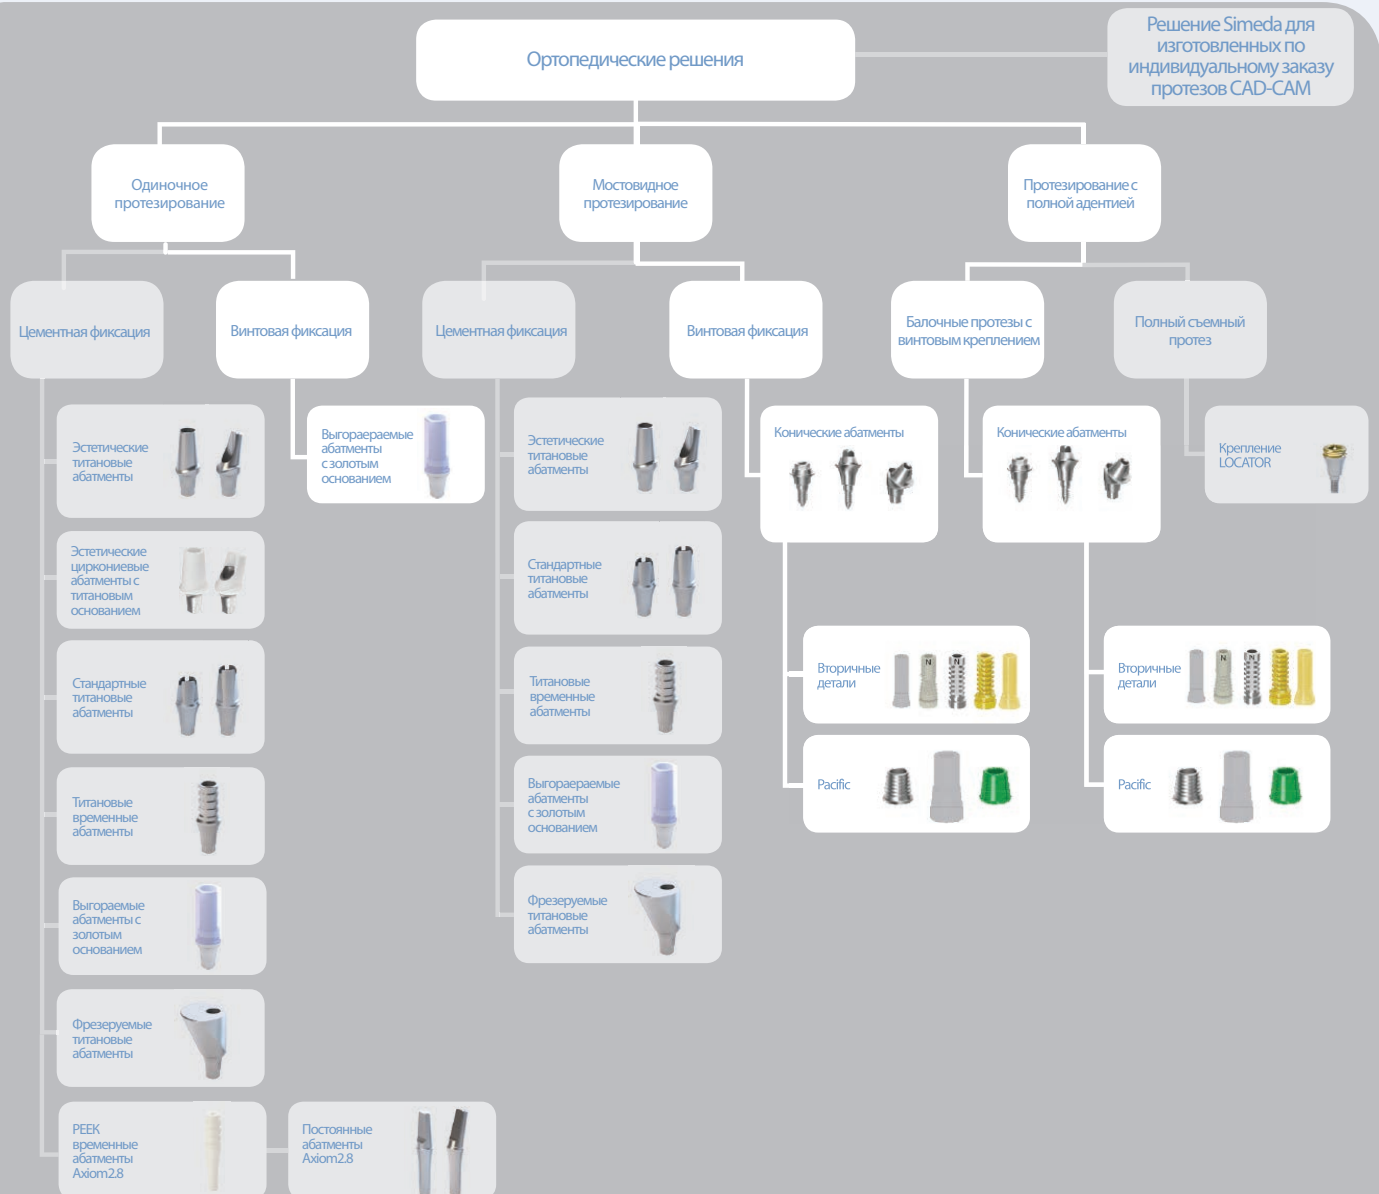 Ортопедические решения
Решение Simeda для
изготовленных по
индивидуальному заказу
протезов CAD-CAM
Одиночное
протезирование
Мостовидное
протезирование
Протезирование с
полной адентией
Цементная фиксация
Винтовая фиксация
Цементная фиксация
Винтовая фиксация
Балочные протезы с
винтовым креплением
Полный съемный
протез
Эстетические
титановые
абатменты
Эстетические
циркониевые
абатменты с
титановым
основанием
Стандартные
титановые
абатменты
Титановые
временные
абатменты
Выгораемые
абатменты с
золотым
основанием
Фрезеруемые
титановые
абатменты
PEEK
временные
абатменты
Axiom2.8
Постоянные
абатменты
Axiom2.8
Выгораераемые
абатменты
с золотым
основанием
Эстетические
титановые
абатменты
Стандартные
титановые
абатменты
Титановые
временные
абатменты
Выгораераемые
абатменты
с золотым
основанием
Фрезеруемые
титановые
абатменты
Конические абатменты
Вторичные
детали
N
N
Pacific
Конические абатменты
Вторичные
детали
N
N
Pacific
Крепление
LOCATOR